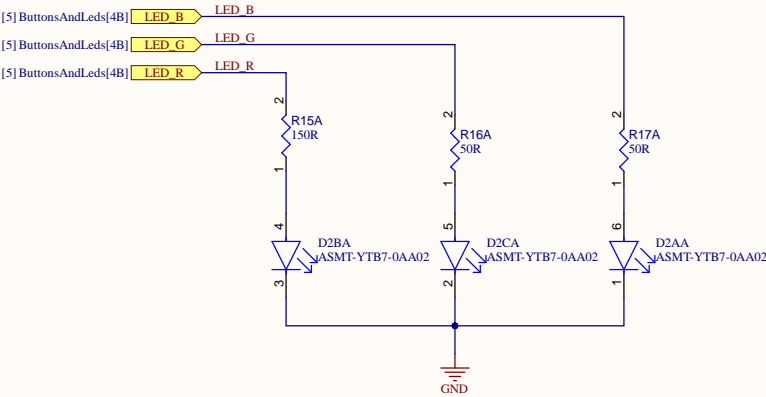 [5] ButtonsAndLeds[4B] LED_B LED_B
[5] ButtonsAndLeds[4B] LED_G LED_G
[5] ButtonsAndLeds[4B] LED_R LED_R
2 2 2
R15A
150R
R16A
50R
R17A
50R
1 1 1
4 5 6
D2BA
ASMT-YTB7-0AA02
D2CA
ASMT-YTB7-0AA02
D2AA
ASMT-YTB7-0AA02
3 2 1
GND